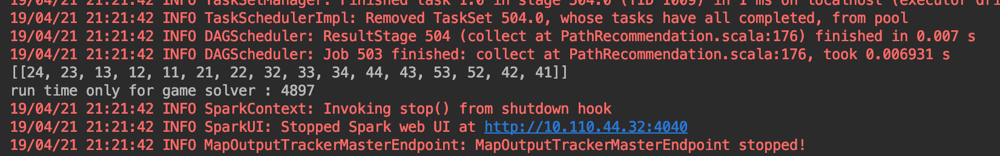 19/04/21 21:21:42 INFO TaskSetManager: Finished task 1.0 in stage 504.0 (TID 1009) in 1 ms on localhost (executor dri
19/04/21 21:21:42 INFO TaskSchedulerImpl: Removed TaskSet 504.0, whose tasks have all completed, from pool
19/04/21 21:21:42 INFO DAGScheduler: ResultStage 504 (collect at PathRecommendation.scala:176) finished in 0.007 s
19/04/21 21:21:42 INFO DAGScheduler: Job 503 finished: collect at PathRecommendation.scala:176, took 0.006931 s
[[24, 23, 13, 12, 11, 21, 22, 32, 33, 34, 44, 43, 53, 52, 42, 41]]
run time only for game solver : 4897
19/04/21 21:21:42 INFO SparkContext: Invoking stop() from shutdown hook
19/04/21 21:21:42 INFO SparkUI: Stopped Spark web UI at http://10.110.44.32:4040
19/04/21 21:21:42 INFO MapOutputTrackerMasterEndpoint: MapOutputTrackerMasterEndpoint stopped!